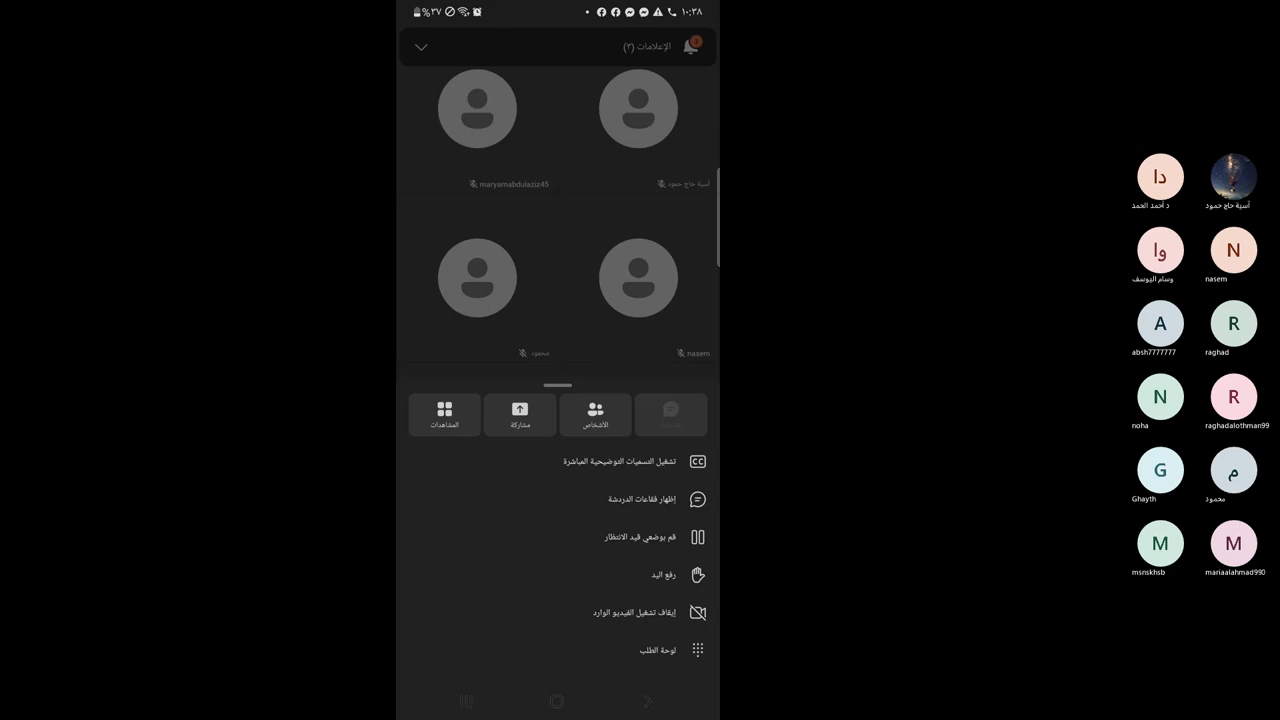 ١٠:٣٨
%٣٧
الإعلامات (٢)
3
آسية حاج حمود
maryamabdulaziz45
nasem
محمود
الأشخاص
مشاركة
المشاهدات
CC
تشغيل التسميات التوضيحية المباشرة
إظهار فقاعات الدردشة
قم بوضعي قيد الانتظار
رفع اليد
إيقاف تشغيل الفيديو الوارد
لوحة الطلب
دا
د أحمد الحمد
آسية حاج حمود
وا
وسام اليوسف
N
nasem
A
absh7777777
R
raghad
N
noha
R
raghadalothman99
G
Ghayth
م
محمود
M
msnskhsb
M
mariaalahmad990